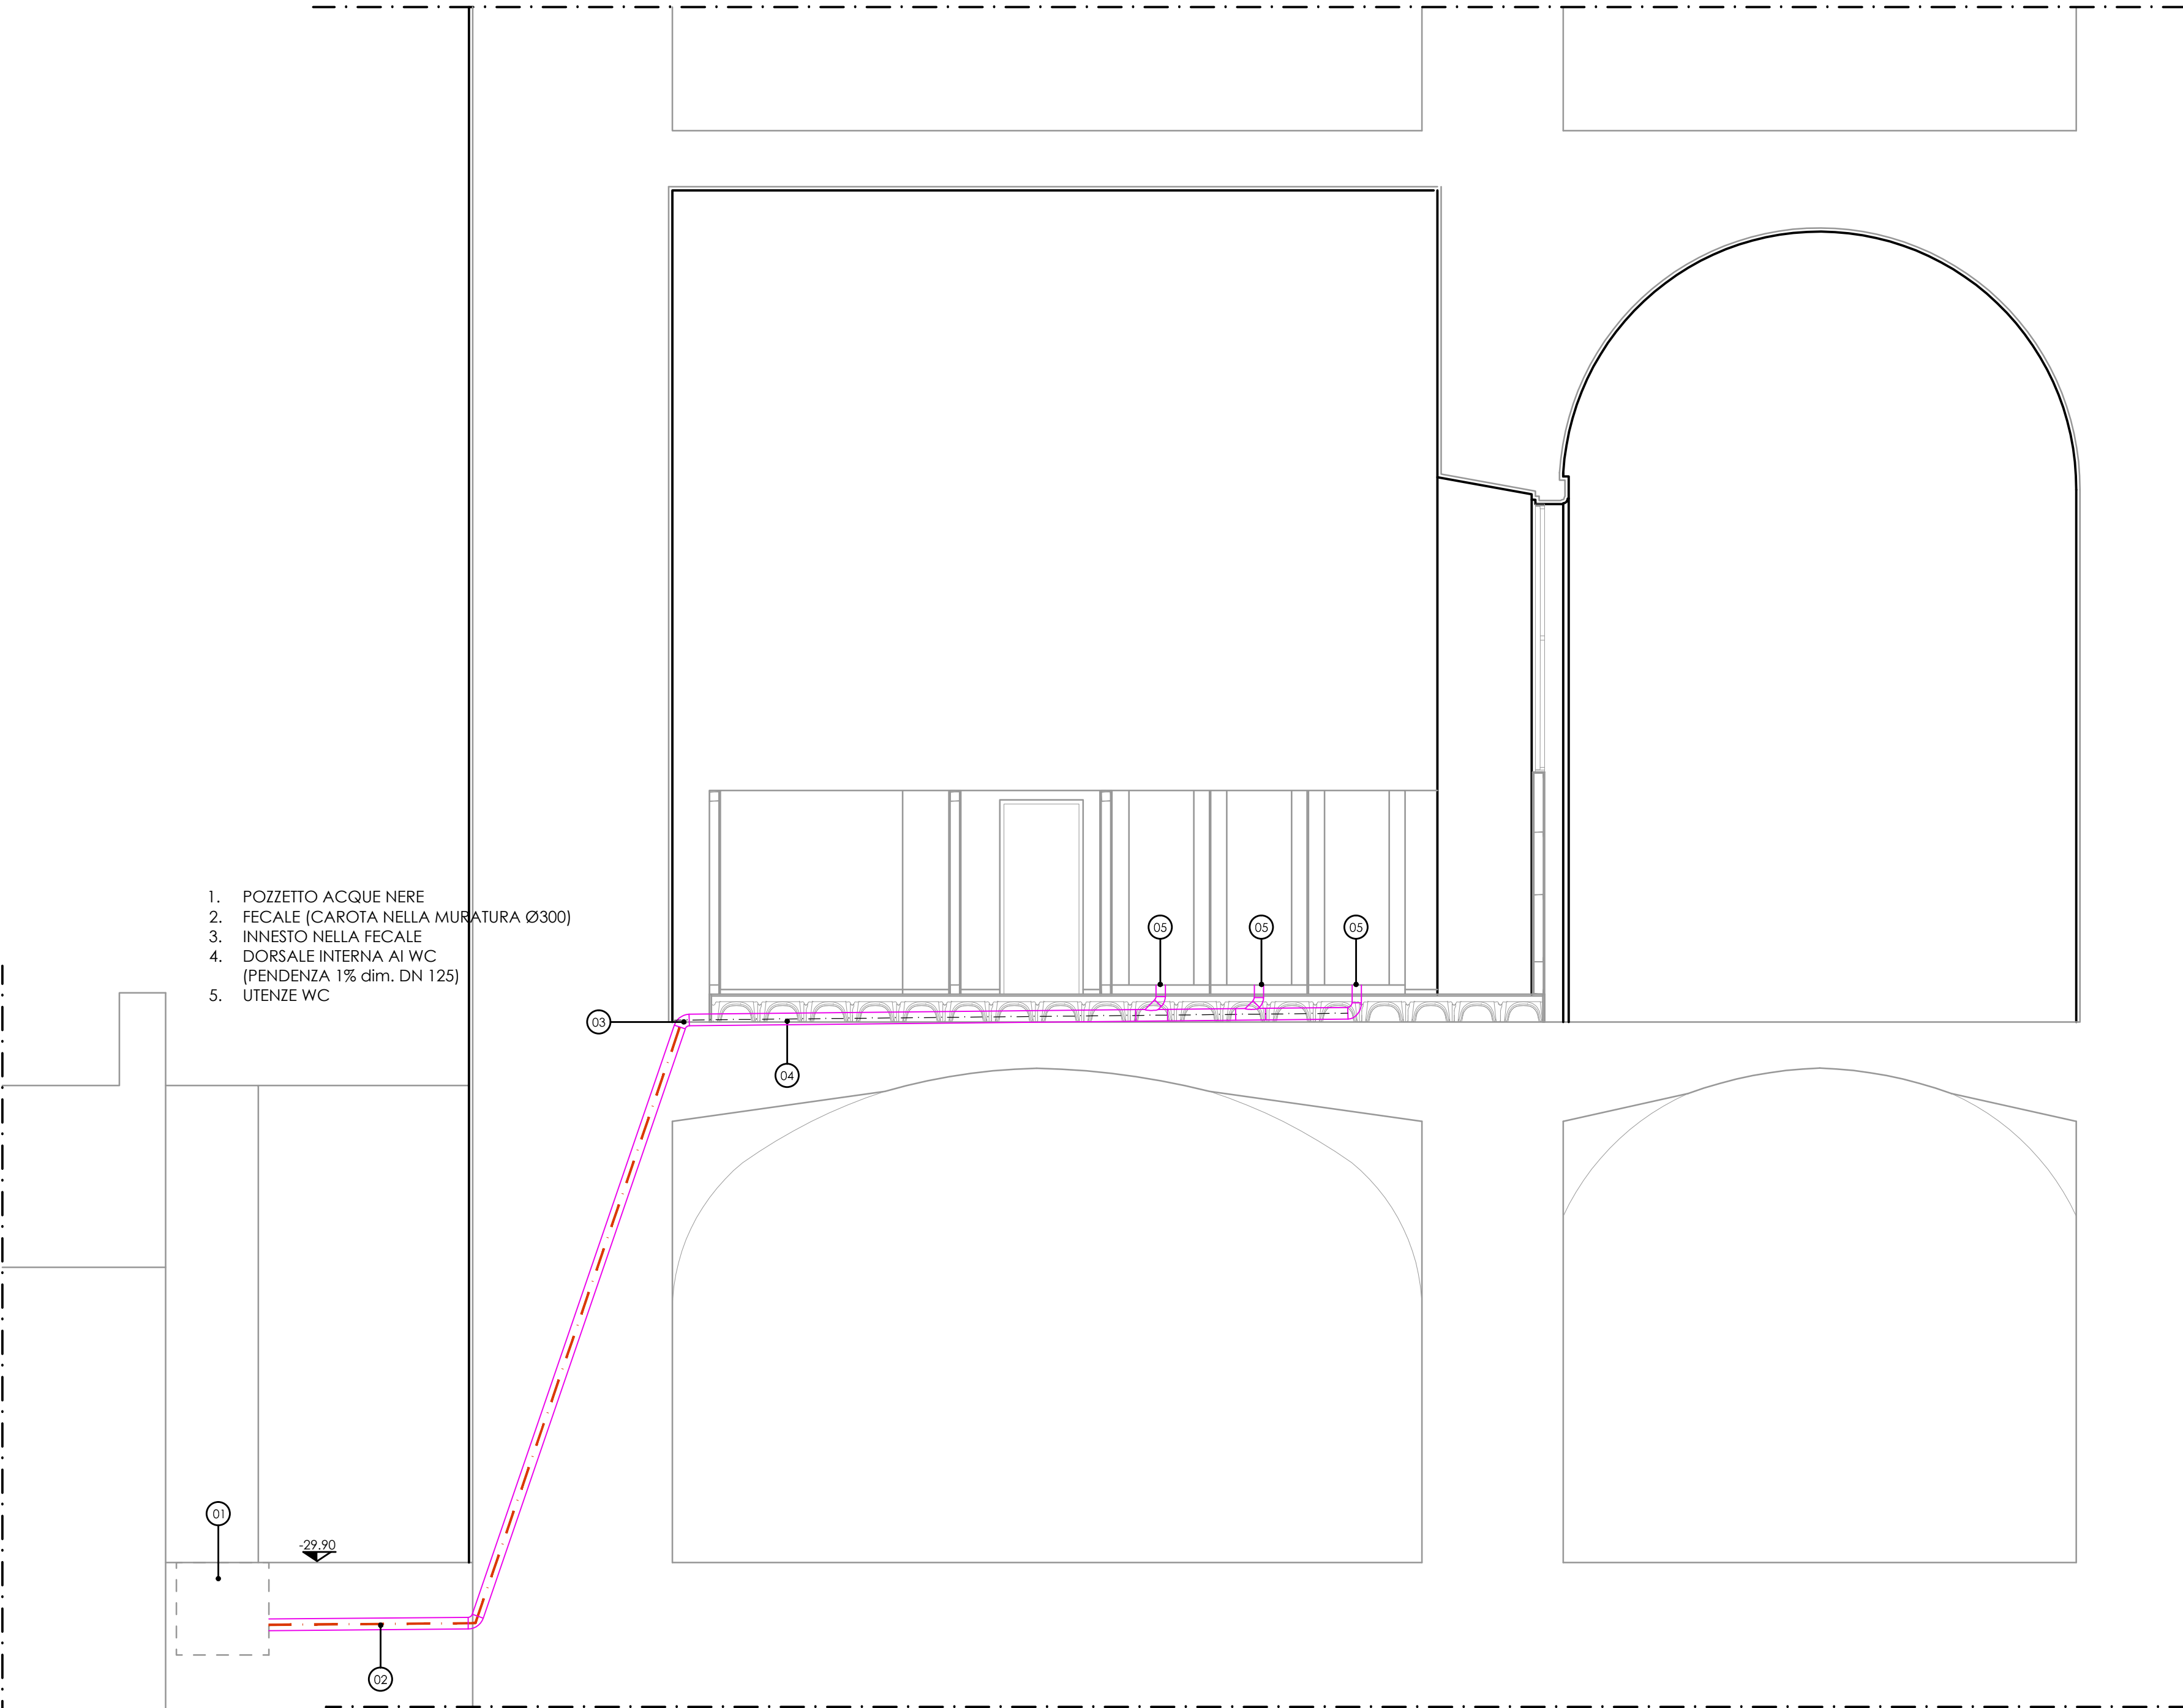 1. POZZETTO ACQUE NERE
2. FECALE (CAROTA NELLA MURATURA Ø300)
3. INNESTO NELLA FECALE
4. DORSALE INTERNA AI WC
(PENDENZA 1% dim. DN 125)
5. UTENZE WC
05 05 05
03
04
01
-29.90
02